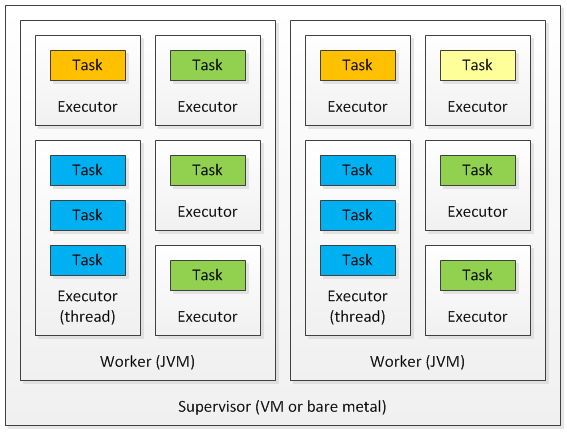 Task
Executor
Task
Executor
Task
Task
Task
Executor
(thread)
Task
Executor
Task
Executor
Worker (JVM)
Task
Executor
Task
Executor
Task
Task
Task
Executor
(thread)
Task
Executor
Task
Executor
Worker (JVM)
Supervisor (VM or bare metal)